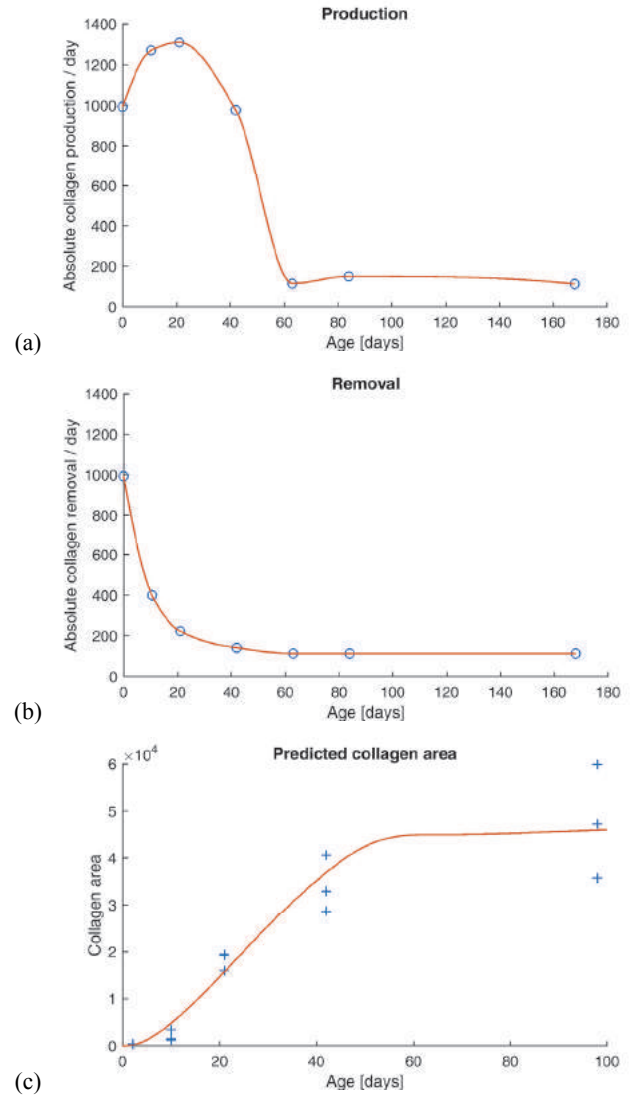 Production
1400
1200
1000
800
600
400
200
0
Absolute collagen production / day
0 20 40 60 80 100 120 140 160 180
Age [days]
(a)
Removal
1400
1200
1000
800
600
400
200
0
Absolute collagen removal / day
0 20 40 60 80 100 120 140 160 180
Age [days]
(b)
Predicted collagen area
×10⁴
6
5
4
3
2
1
0
Collagen area
0 20 40 60 80 100
Age [days]
(c)